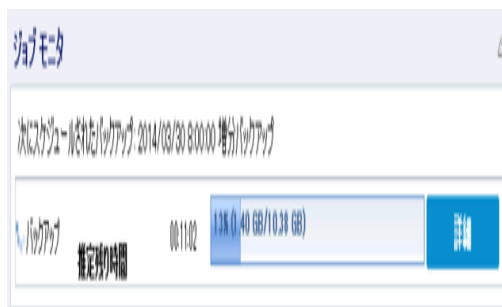 ジョブ モニタ
次にスケジュールされたバックアップ: 2014/03/30 8:00:00 増分バックアップ
バックアップ
推定残り時間
00:11:02
13% (1.40 GB/10.38 GB)
詳細